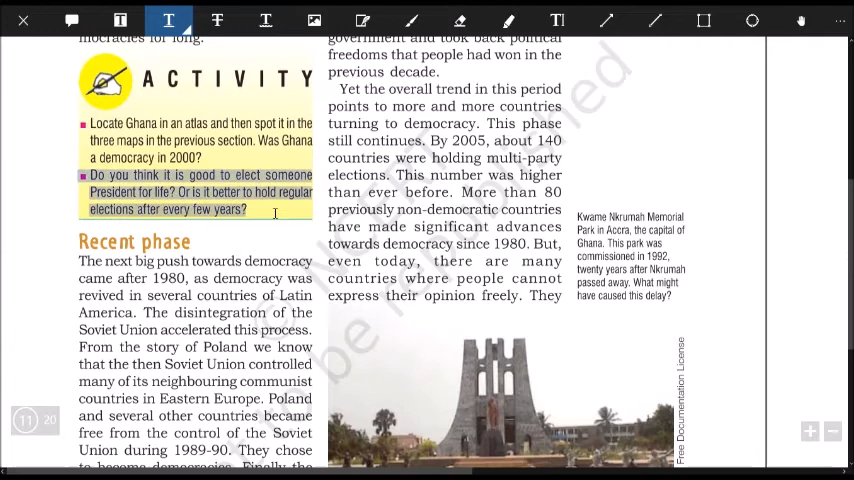 mocracies for long.
ACTIVITY
Locate Ghana in an atlas and then spot it in the
three maps in the previous section. Was Ghana
a democracy in 2000?
Do you think it is good to elect someone
President for life? Or is it better to hold regular
elections after every few years?
Recent phase
The next big push towards democracy
came after 1980, as democracy was
revived in several countries of Latin
America. The disintegration of the
Soviet Union accelerated this process.
From the story of Poland we know
that the then Soviet Union controlled
many of its neighbouring communist
countries in Eastern Europe. Poland
and several other countries became
free from the control of the Soviet
Union during 1989-90. They chose
to become democracies. Finally the
government and took back political
freedoms that people had won in the
previous decade.
Yet the overall trend in this period
points to more and more countries
turning to democracy. This phase
still continues. By 2005, about 140
countries were holding multi-party
elections. This number was higher
than ever before. More than 80
previously non-democratic countries
have made significant advances
towards democracy since 1980. But,
even today, there are many
countries where people cannot
express their opinion freely. They
Kwame Nkrumah Memorial
Park in Accra, the capital of
Ghana. This park was
commissioned in 1992,
twenty years after Nkrumah
passed away. What might
have caused this delay?
Free Documentation License
© NCERT
t to be republished
11 20